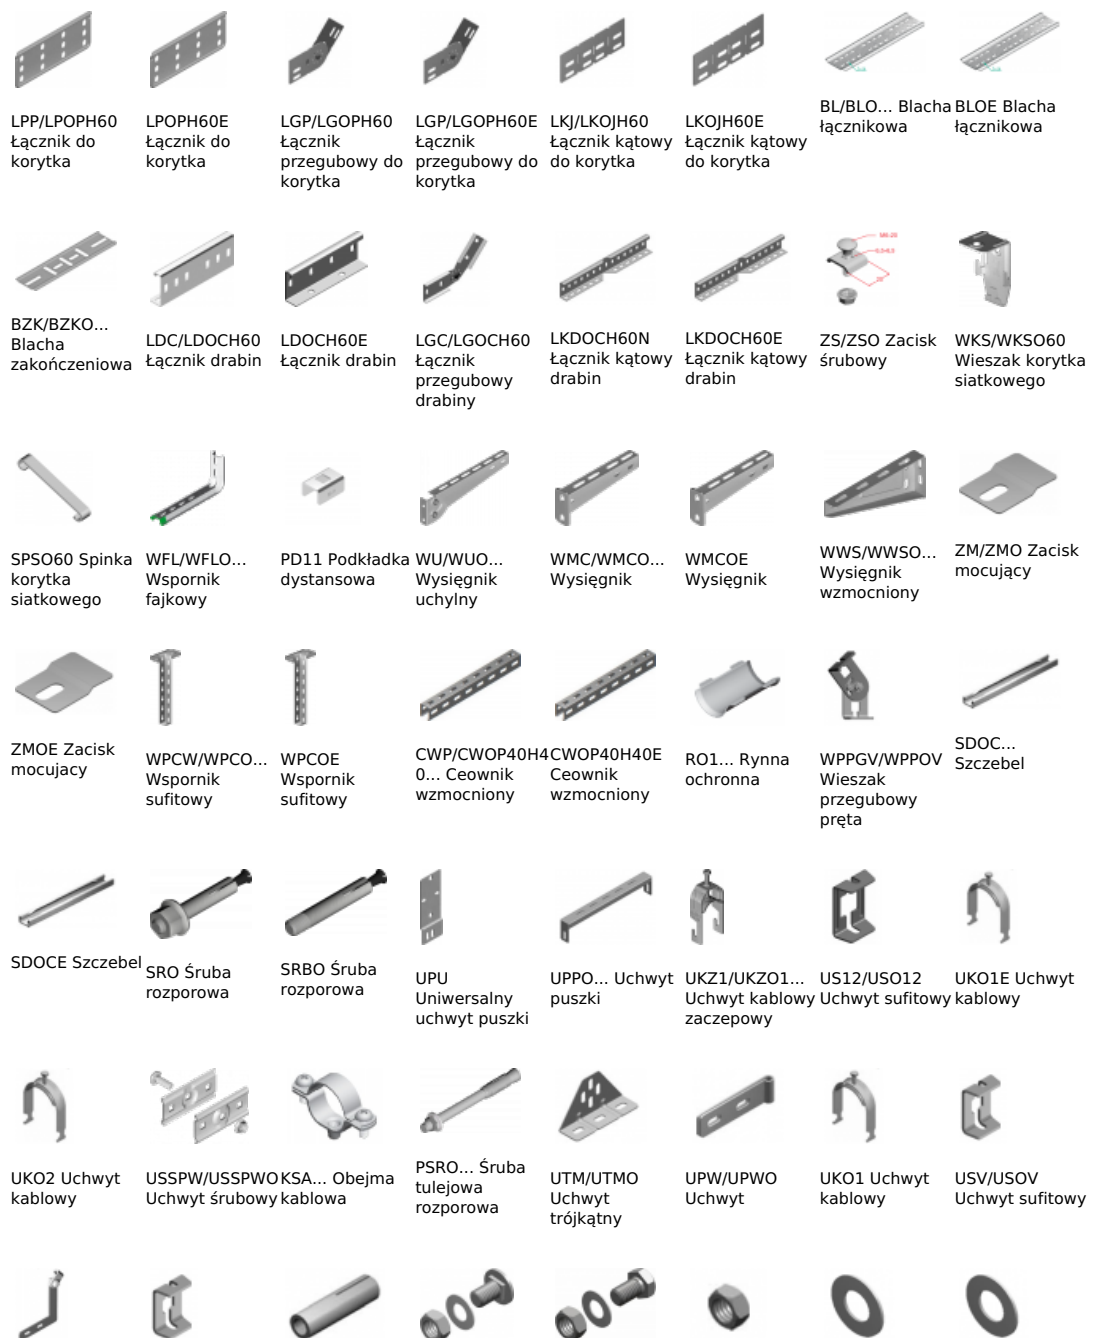 LPP/LPOPH60
Łącznik do
korytka
LPOPH60E
Łącznik do
korytka
LGP/LGOPH60
Łącznik
przegubowy do
korytka
LGP/LGOPH60E
Łącznik
przegubowy do
korytka
LKJ/LKOJH60
Łącznik kątowy
do korytka
LKOJH60E
Łącznik kątowy
do korytka
BL/BLO... Blacha
łącznikowa
BLOE Blacha
łącznikowa
BZK/BZKO...
Blacha
zakończeniowa
LDC/LDOCH60
Łącznik drabin
LDOCH60E
Łącznik drabin
LGC/LGOCH60
Łącznik
przegubowy
drabiny
LKDOCH60N
Łącznik kątowy
drabin
LKDOCH60E
Łącznik kątowy
drabin
ZS/ZSO Zacisk
śrubowy
WKS/WKSO60
Wieszak korytka
siatkowego
SPSO60 Spinka
korytka
siatkowego
WFL/WFLO...
Wspornik
fajkowy
PD11 Podkładka
dystansowa
WU/WUO...
Wysięgnik
uchylny
WMC/WMCO...
Wysięgnik
WMCOE
Wysięgnik
WWS/WWSO...
Wysięgnik
wzmocniony
ZM/ZMO Zacisk
mocujący
ZMOE Zacisk
mocujacy
WPCW/WPCO...
Wspornik
sufitowy
WPCOE
Wspornik
sufitowy
CWP/CWOP40H4
0... Ceownik
wzmocniony
CWOP40H40E
Ceownik
wzmocniony
RO1... Rynna
ochronna
WPPGV/WPPOV
Wieszak
przegubowy
pręta
SDOC...
Szczebel
SDOCE Szczebel
SRO Śruba
rozporowa
SRBO Śruba
rozporowa
UPU
Uniwersalny
uchwyt puszki
UPPO... Uchwyt
puszki
UKZ1/UKZO1...
Uchwyt kablowy
zaczepowy
US12/USO12
Uchwyt sufitowy
UKO1E Uchwyt
kablowy
UKO2 Uchwyt
kablowy
USSPW/USSPWO
Uchwyt śrubowy
KSA... Obejma
kablowa
PSRO... Śruba
tulejowa
rozporowa
UTM/UTMO
Uchwyt
trójkątny
UPW/UPWO
Uchwyt
UKO1 Uchwyt
kablowy
USV/USOV
Uchwyt sufitowy